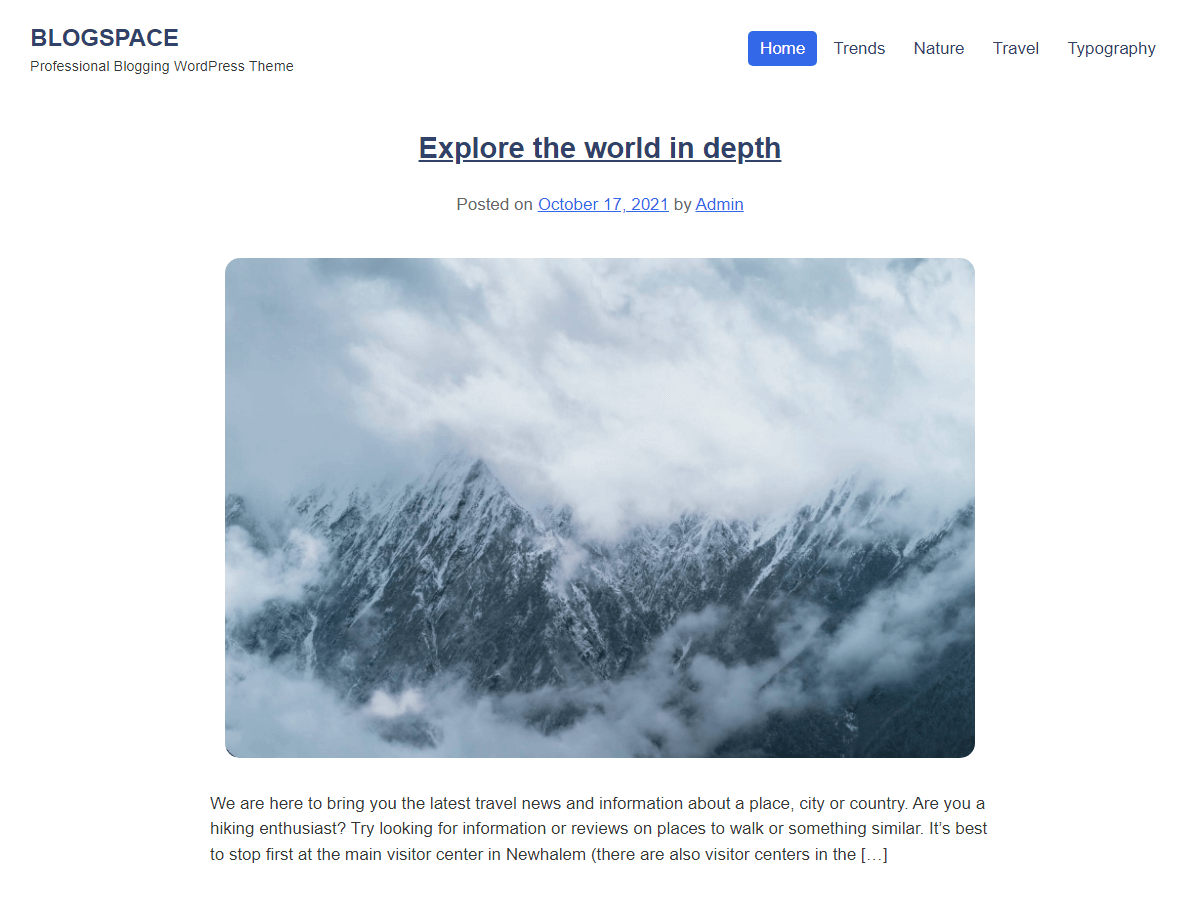 BLOGSPACE
Professional Blogging WordPress Theme
Home Trends Nature Travel Typography
Explore the world in depth
Posted on October 17, 2021 by Admin
We are here to bring you the latest travel news and information about a place, city or country. Are you a
hiking enthusiast? Try looking for information or reviews on places to walk or something similar. It’s best
to stop first at the main visitor center in Newhalem (there are also visitor centers in the […]